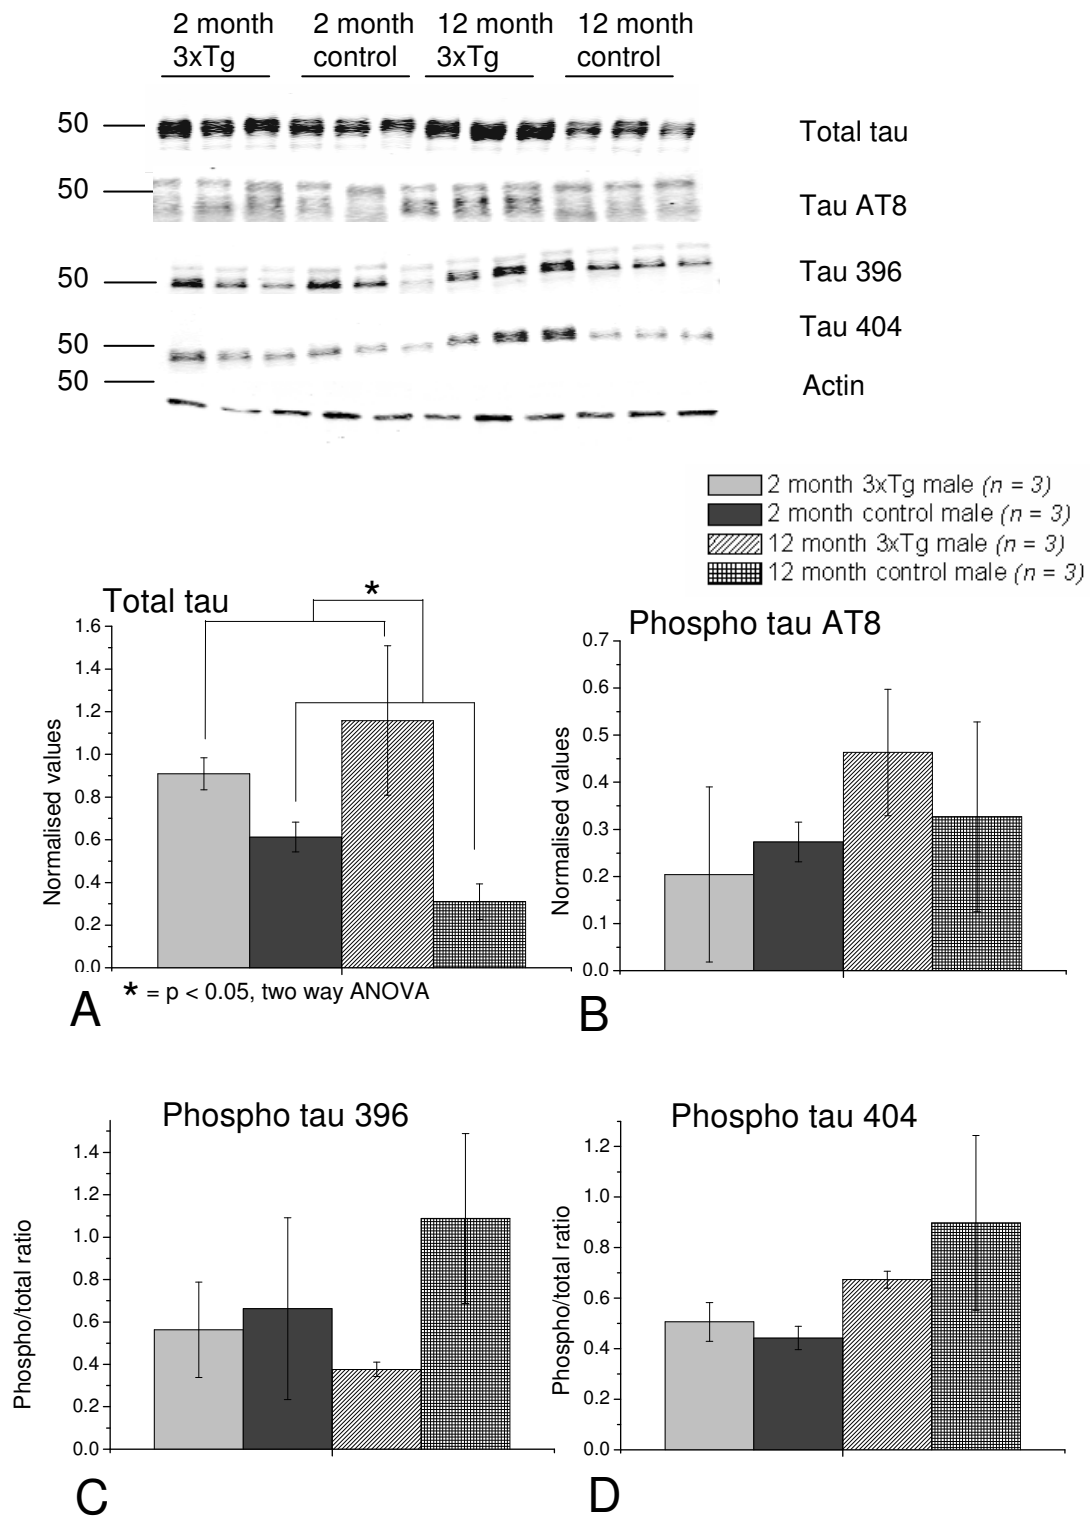 2 month 2 month 12 month 12 month
3xTg control 3xTg control
50 Total tau
50 Tau AT8
50 Tau 396
50 Tau 404
50 Actin
2 month 3xTg male (n = 3)
2 month control male (n = 3)
12 month 3xTg male (n = 3)
12 month control male (n = 3)
Total tau
*
Normalised values
1.6
1.4
1.2
1.0
0.8
0.6
0.4
0.2
0.0
* = p < 0.05, two way ANOVA
A
Phospho tau AT8
Normalised values
0.7
0.6
0.5
0.4
0.3
0.2
0.1
0.0
B
Phospho tau 396
Phospho/total ratio
1.4
1.2
1.0
0.8
0.6
0.4
0.2
0.0
C
Phospho tau 404
Phospho/total ratio
1.2
1.0
0.8
0.6
0.4
0.2
0.0
D